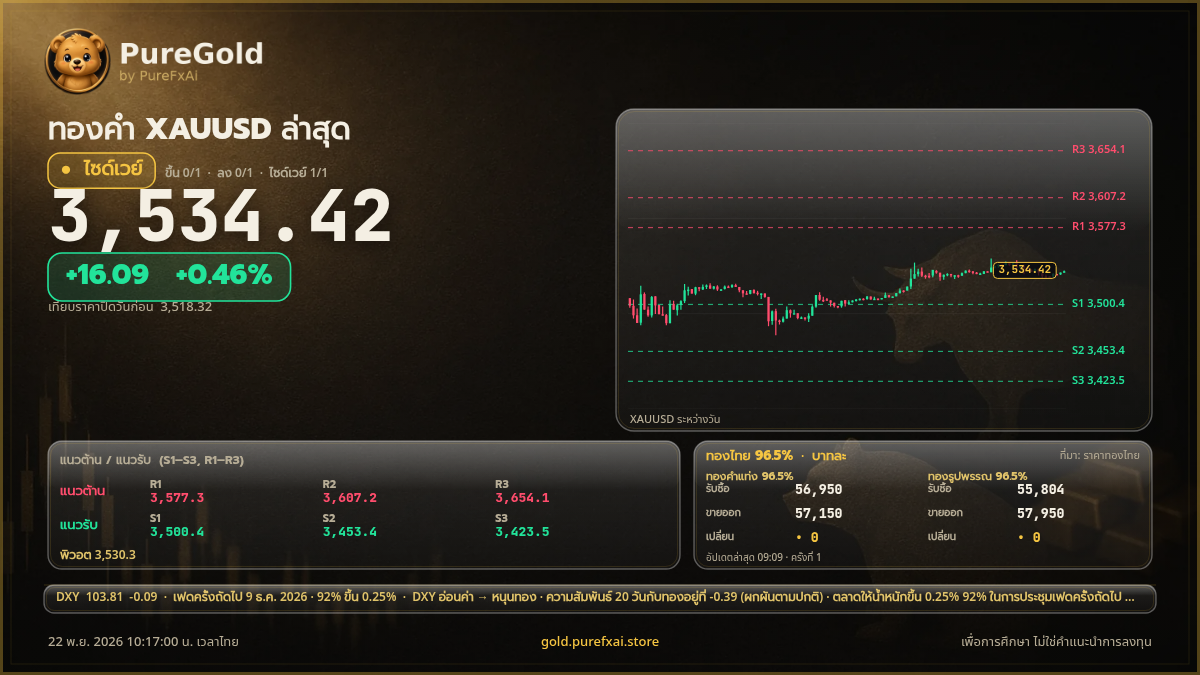 PureGold
by PureFxAi
ทองคำ XAUUSD ล่าสุด
• ไซด์เวย์
ขึ้น 0/1 · ลง 0/1 · ไซด์เวย์ 1/1
3,534.42
+16.09 +0.46%
เทียบราคาปิดวันก่อน 3,518.32
R3 3,654.1
R2 3,607.2
R1 3,577.3
3,534.42
S1 3,500.4
S2 3,453.4
S3 3,423.5
XAUUSD ระหว่างวัน
แนวต้าน / แนวรับ (S1–S3, R1–R3)
R1 R2 R3
แนวต้าน 3,577.3 3,607.2 3,654.1
S1 S2 S3
แนวรับ 3,500.4 3,453.4 3,423.5
พิวอต 3,530.3
ทองไทย 96.5% · บาทละ
ที่มา: ราคาทองไทย
ทองคำแท่ง 96.5% ทองรูปพรรณ 96.5%
รับซื้อ 56,950 รับซื้อ 55,804
ขายออก 57,150 ขายออก 57,950
เปลี่ยน • 0 เปลี่ยน • 0
อัปเดตล่าสุด 09:09 · ครั้งที่ 1
DXY 103.81 -0.09 · เฟดครั้งถัดไป 9 ธ.ค. 2026 · 92% ขึ้น 0.25% · DXY อ่อนค่า → หนุนทอง · ความสัมพันธ์ 20 วันกับทองอยู่ที่ -0.39 (ผกผันตามปกติ) · ตลาดให้น้ำหนักขึ้น 0.25% 92% ในการประชุมเฟดครั้งถัดไป ...
22 พ.ย. 2026 10:17:00 น. เวลาไทย
gold.purefxai.store
เพื่อการศึกษา ไม่ใช่คำแนะนำการลงทุน